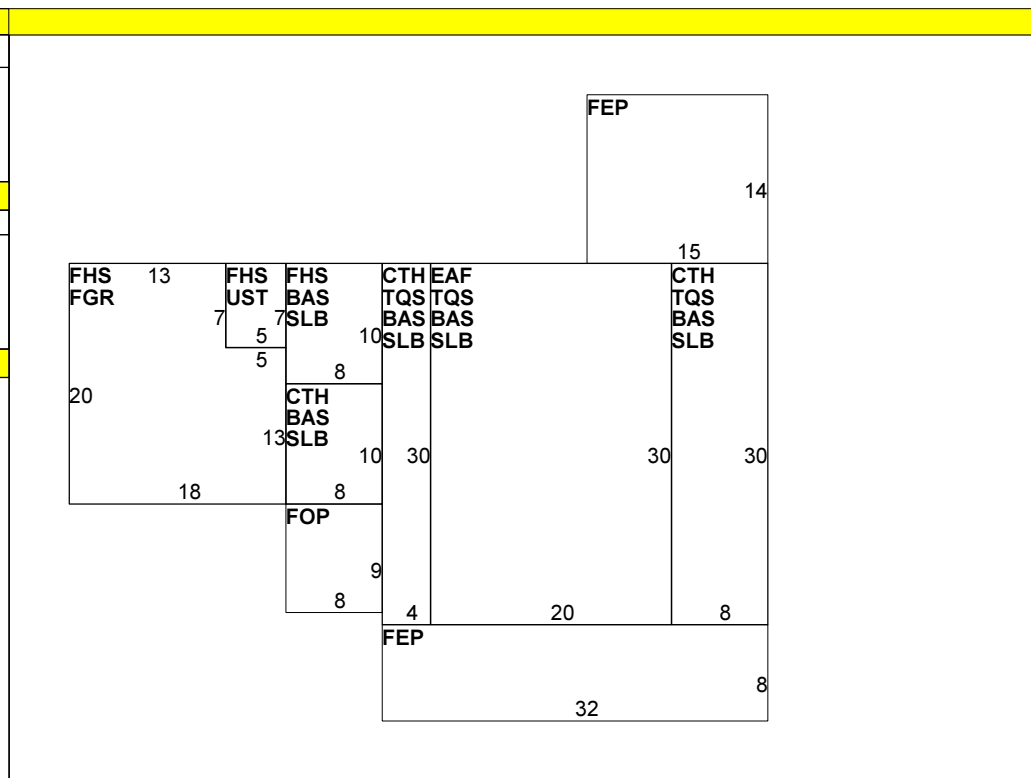 FEP
14
15
FHS 13 FHS FHS CTH EAF CTH
FGR UST BAS TQS TQS TQS
7 7 SLB BAS BAS BAS
5 10 SLB SLB SLB
5
8
20 CTH
BAS
13 SLB
10 30 30 30
18 8
FOP
9
8 4 20 8
FEP
8
32